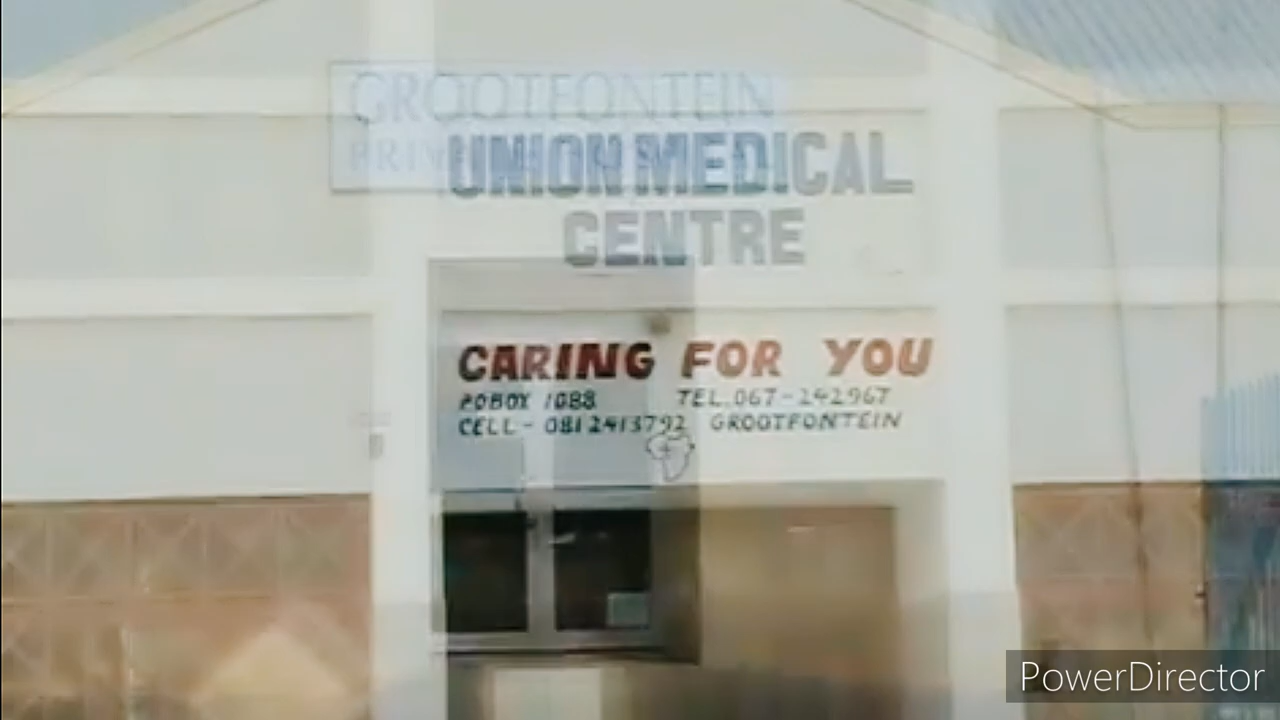 GROOTFONTEIN
UNION MEDICAL
CENTRE
CARING FOR YOU
POBOX 1088 TEL.067-242967
CELL-0812413792 GROOTFONTEIN
PowerDirector